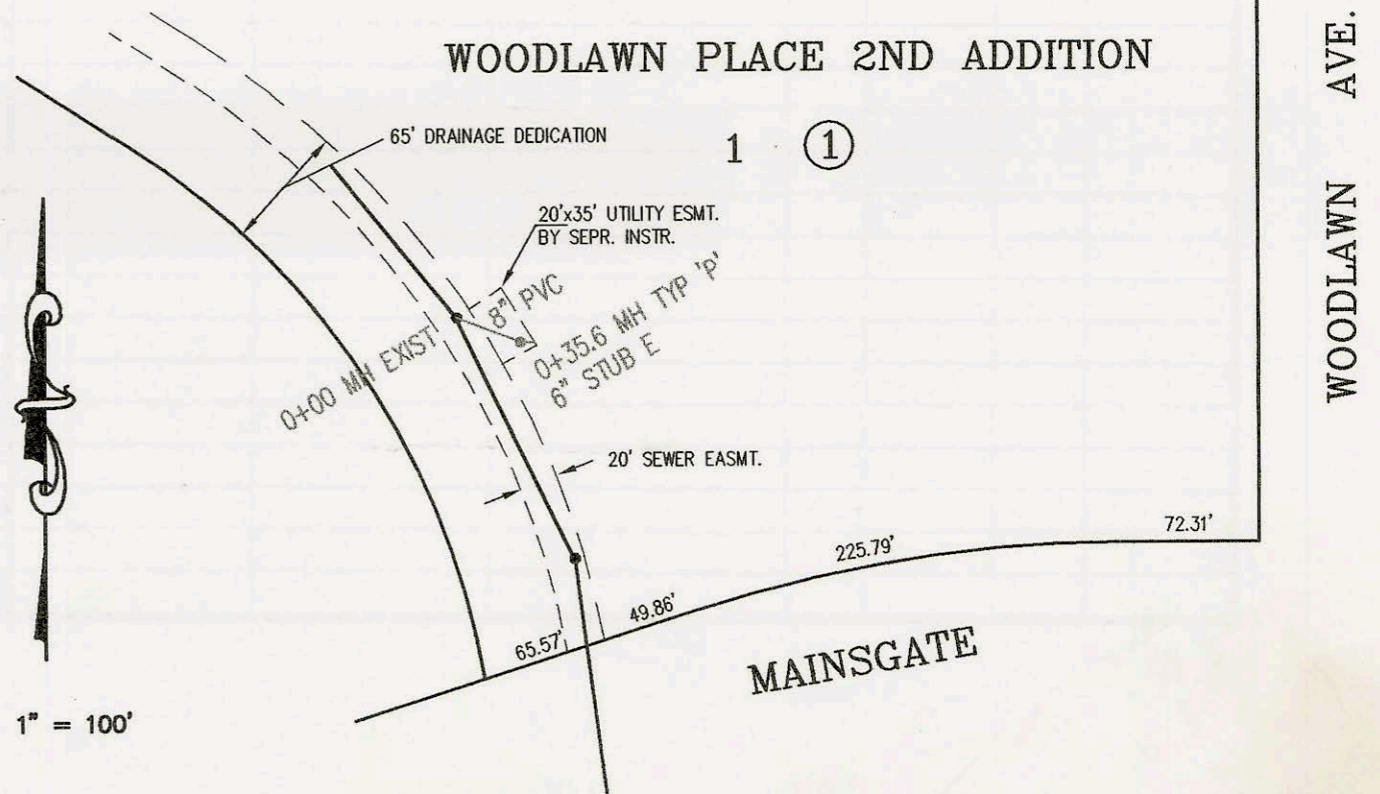 WOODLAWN PLACE 2ND ADDITION
WOODLAWN AVE.
65' DRAINAGE DEDICATION
1 1
20'x35' UTILITY ESMT.
BY SEPR. INSTR.
8" PVC
0+00 MH EXIST
0+35.6 MH TYP 'P'
6" STUB E
20' SEWER EASMT.
72.31'
225.79'
49.86'
65.57'
MAINSGATE
1" = 100'